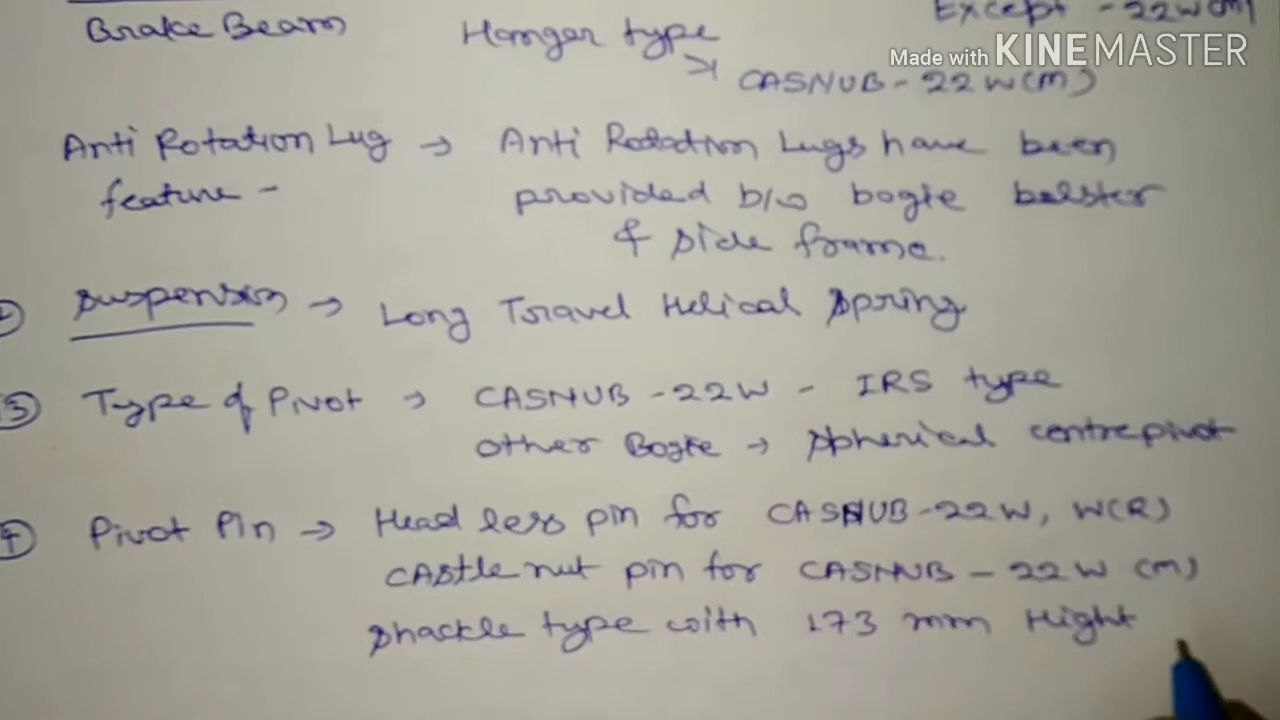 Except - 22W(M)
Brake Beam Hanger type
Made with KINEMASTER
CASNUB - 22 W(M)
Anti Rotation Lug → Anti Rotation Lugs have been
feature - provided b/w bogie bolster
& side frame.
Suspension → Long Travel Helical Spring
5 Type of Pivot → CASNUB - 22W - IRS type
other Bogie → spherical centrepivot
Pivot Pin → Head less pin for CASNUB - 22W, W(R)
CAStle nut pin for CASNUB - 22W (M)
shackle type with 173 mm Hight